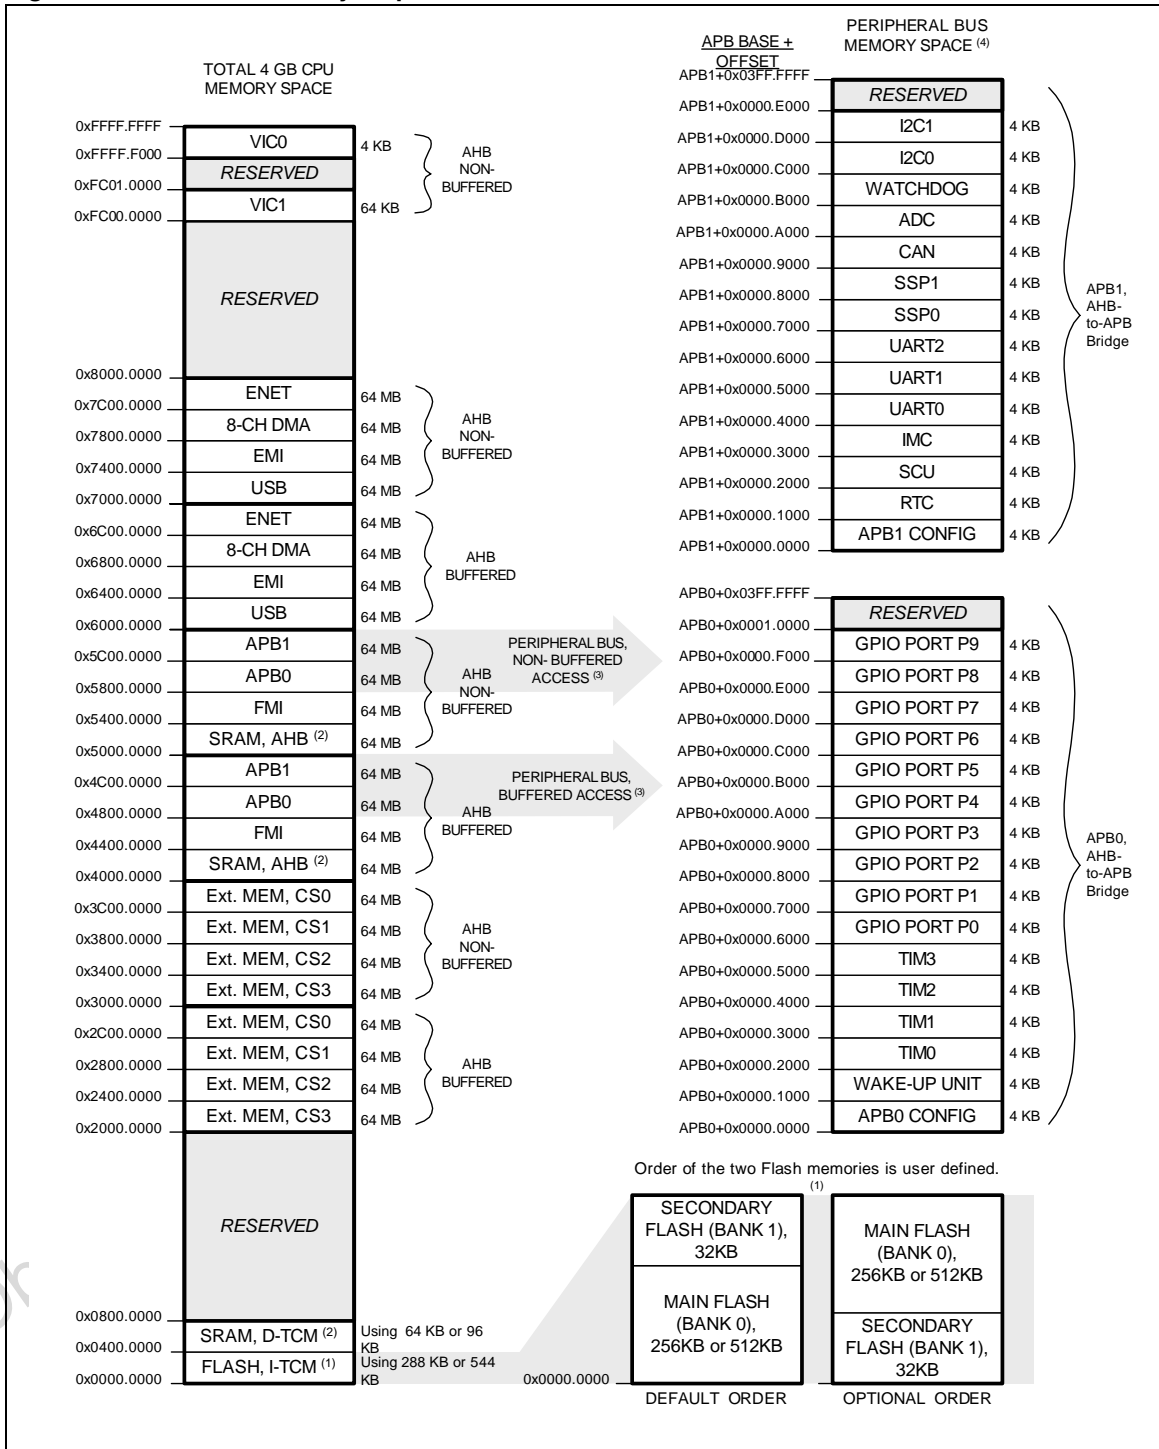 TOTAL 4 GB CPU
MEMORY SPACE
0xFFFF.FFFF
VIC0
4 KB
0xFFFF.F000
RESERVED
0xFC01.0000
VIC1
64 KB
0xFC00.0000
AHB
NON-
BUFFERED
RESERVED
0x8000.0000
ENET
64 MB
0x7C00.0000
8-CH DMA
64 MB
0x7800.0000
EMI
64 MB
0x7400.0000
USB
64 MB
0x7000.0000
AHB
NON-
BUFFERED
ENET
64 MB
0x6C00.0000
8-CH DMA
64 MB
0x6800.0000
EMI
64 MB
0x6400.0000
USB
64 MB
0x6000.0000
AHB
BUFFERED
APB1
64 MB
0x5C00.0000
APB0
64 MB
0x5800.0000
FMI
64 MB
0x5400.0000
SRAM, AHB (2)
64 MB
0x5000.0000
AHB
NON-
BUFFERED
PERIPHERAL BUS,
NON- BUFFERED
ACCESS (3)
APB1
64 MB
0x4C00.0000
APB0
64 MB
0x4800.0000
FMI
64 MB
0x4400.0000
SRAM, AHB (2)
64 MB
0x4000.0000
AHB
BUFFERED
PERIPHERAL BUS,
BUFFERED ACCESS (3)
Ext. MEM, CS0
64 MB
0x3C00.0000
Ext. MEM, CS1
64 MB
0x3800.0000
Ext. MEM, CS2
64 MB
0x3400.0000
Ext. MEM, CS3
64 MB
0x3000.0000
AHB
NON-
BUFFERED
Ext. MEM, CS0
64 MB
0x2C00.0000
Ext. MEM, CS1
64 MB
0x2800.0000
Ext. MEM, CS2
64 MB
0x2400.0000
Ext. MEM, CS3
64 MB
0x2000.0000
AHB
BUFFERED
RESERVED
0x0800.0000
SRAM, D-TCM (2)
Using 64 KB or 96
KB
0x0400.0000
FLASH, I-TCM (1)
Using 288 KB or 544
KB
0x0000.0000
APB BASE +
OFFSET
PERIPHERAL BUS
MEMORY SPACE (4)
APB1+0x03FF.FFFF
RESERVED
APB1+0x0000.E000
I2C1
4 KB
APB1+0x0000.D000
I2C0
4 KB
APB1+0x0000.C000
WATCHDOG
4 KB
APB1+0x0000.B000
ADC
4 KB
APB1+0x0000.A000
CAN
4 KB
APB1+0x0000.9000
SSP1
4 KB
APB1+0x0000.8000
SSP0
4 KB
APB1+0x0000.7000
UART2
4 KB
APB1+0x0000.6000
UART1
4 KB
APB1+0x0000.5000
UART0
4 KB
APB1+0x0000.4000
IMC
4 KB
APB1+0x0000.3000
SCU
4 KB
APB1+0x0000.2000
RTC
4 KB
APB1+0x0000.1000
APB1 CONFIG
4 KB
APB1+0x0000.0000
APB1,
AHB-
to-APB
Bridge
APB0+0x03FF.FFFF
RESERVED
APB0+0x0001.0000
GPIO PORT P9
4 KB
APB0+0x0000.F000
GPIO PORT P8
4 KB
APB0+0x0000.E000
GPIO PORT P7
4 KB
APB0+0x0000.D000
GPIO PORT P6
4 KB
APB0+0x0000.C000
GPIO PORT P5
4 KB
APB0+0x0000.B000
GPIO PORT P4
4 KB
APB0+0x0000.A000
GPIO PORT P3
4 KB
APB0+0x0000.9000
GPIO PORT P2
4 KB
APB0+0x0000.8000
GPIO PORT P1
4 KB
APB0+0x0000.7000
GPIO PORT P0
4 KB
APB0+0x0000.6000
TIM3
4 KB
APB0+0x0000.5000
TIM2
4 KB
APB0+0x0000.4000
TIM1
4 KB
APB0+0x0000.3000
TIM0
4 KB
APB0+0x0000.2000
WAKE-UP UNIT
4 KB
APB0+0x0000.1000
APB0 CONFIG
4 KB
APB0+0x0000.0000
APB0,
AHB-
to-APB
Bridge
Order of the two Flash memories is user defined.
(1)
SECONDARY
FLASH (BANK 1),
32KB
MAIN FLASH
(BANK 0),
256KB or 512KB
0x0000.0000
DEFAULT ORDER
MAIN FLASH
(BANK 0),
256KB or 512KB
SECONDARY
FLASH (BANK 1),
32KB
OPTIONAL ORDER